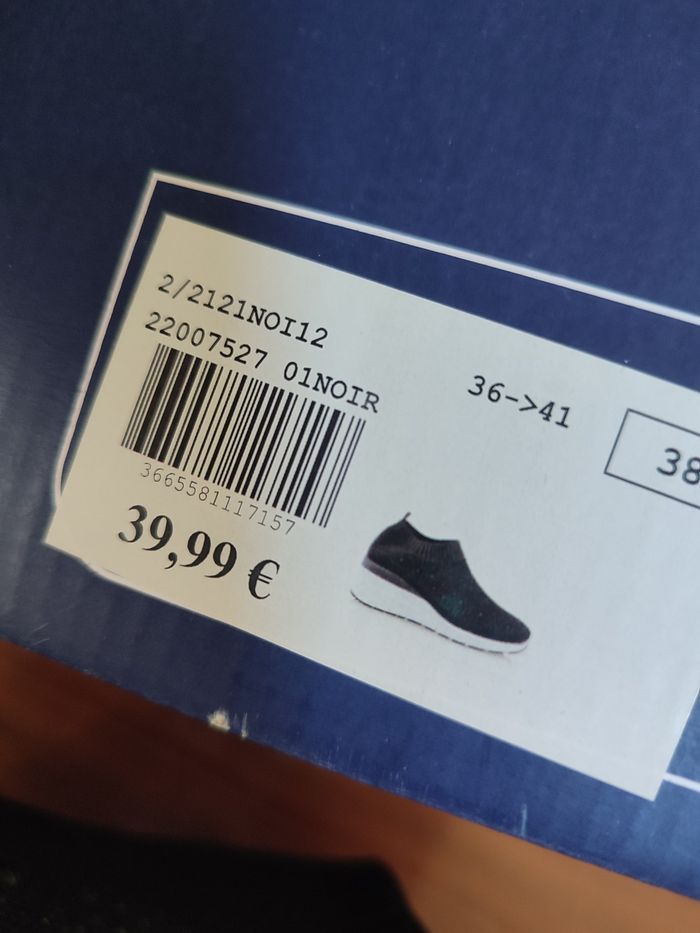 2/2121NOI12
22007527 01NOIR
36->41
38
3665581117157
39,99 €